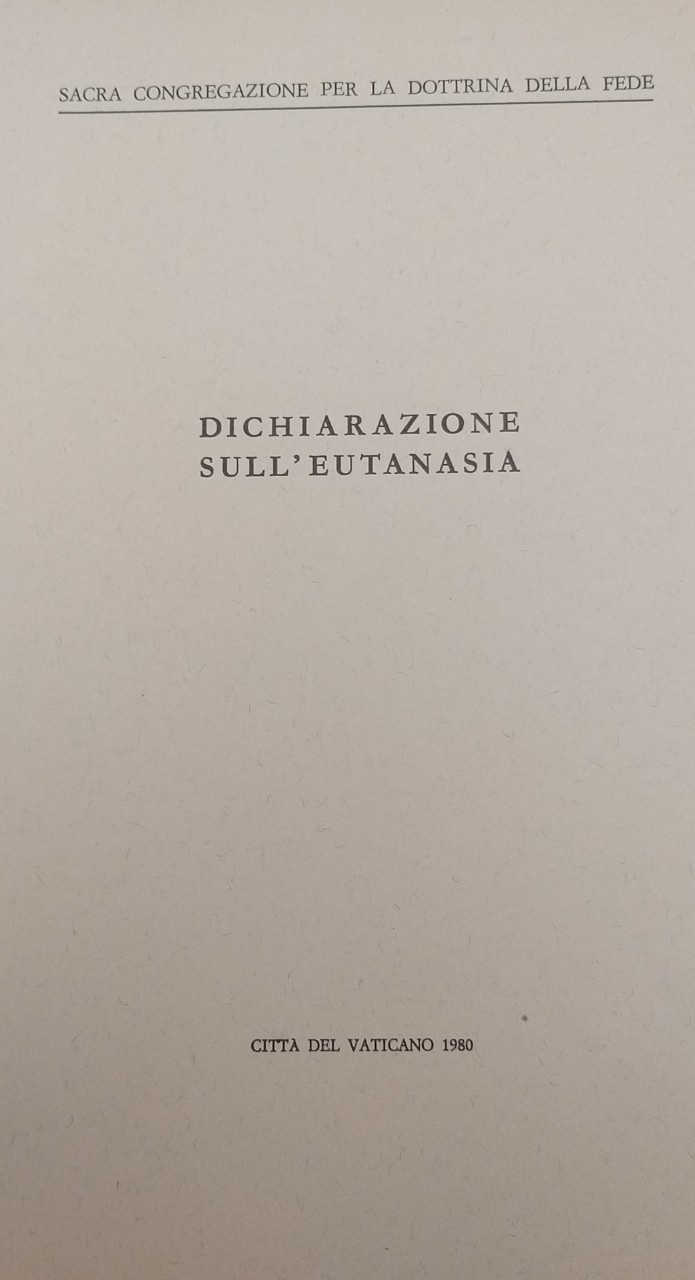 SACRA CONGREGAZIONE PER LA DOTTRINA DELLA FEDE
DICHIARAZIONE
SULL'EUTANASIA
CITTÀ DEL VATICANO 1980